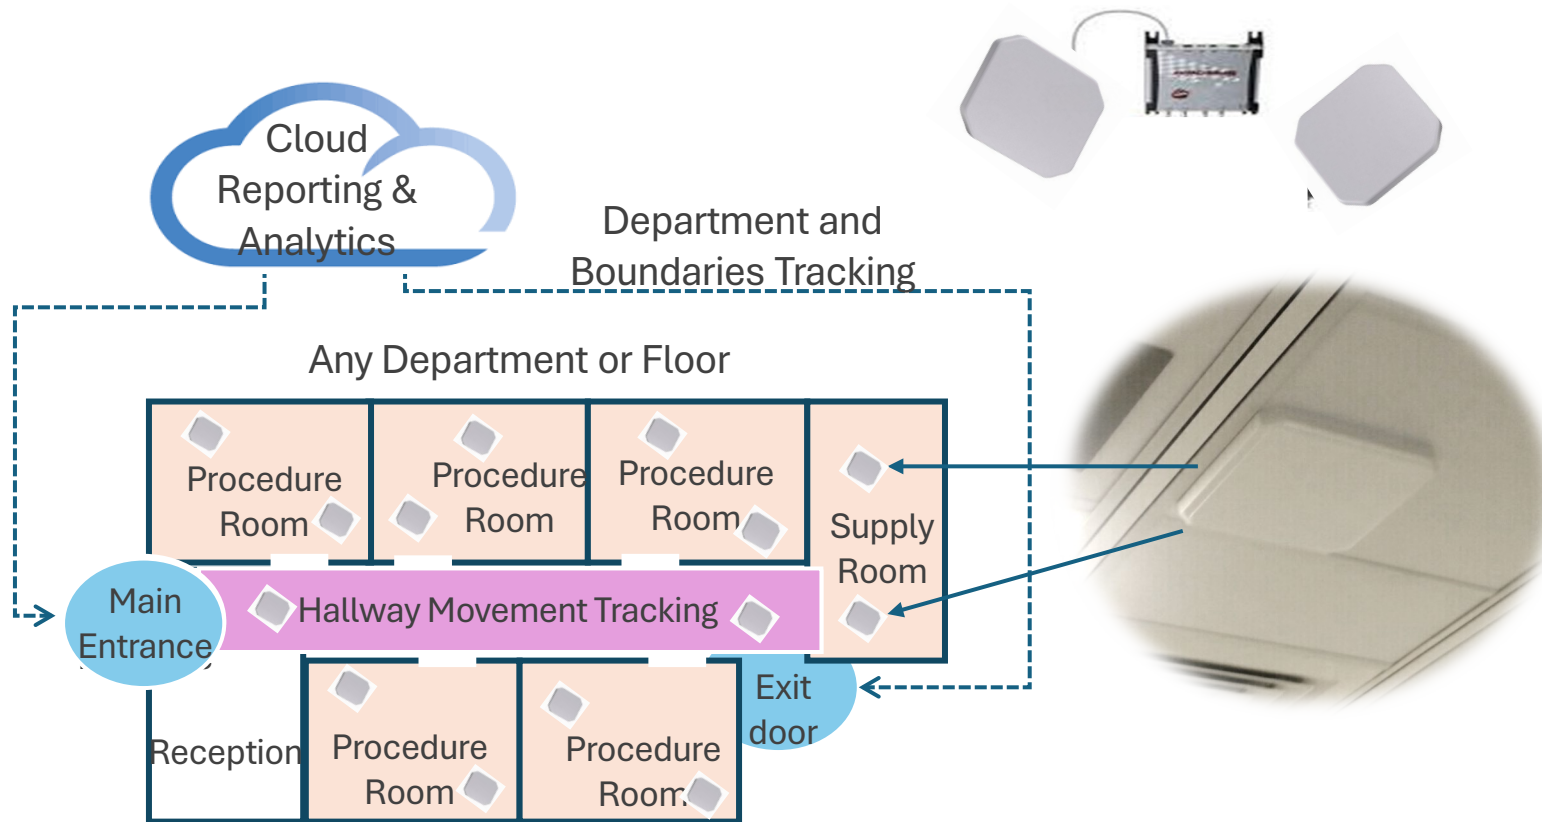 Cloud
Reporting &
Analytics
Department and
Boundaries Tracking
Any Department or Floor
Procedure
Room
Procedure
Room
Procedure
Room
Supply
Room
Main
Entrance
Hallway Movement Tracking
Exit
door
Reception
Procedure
Room
Procedure
Room